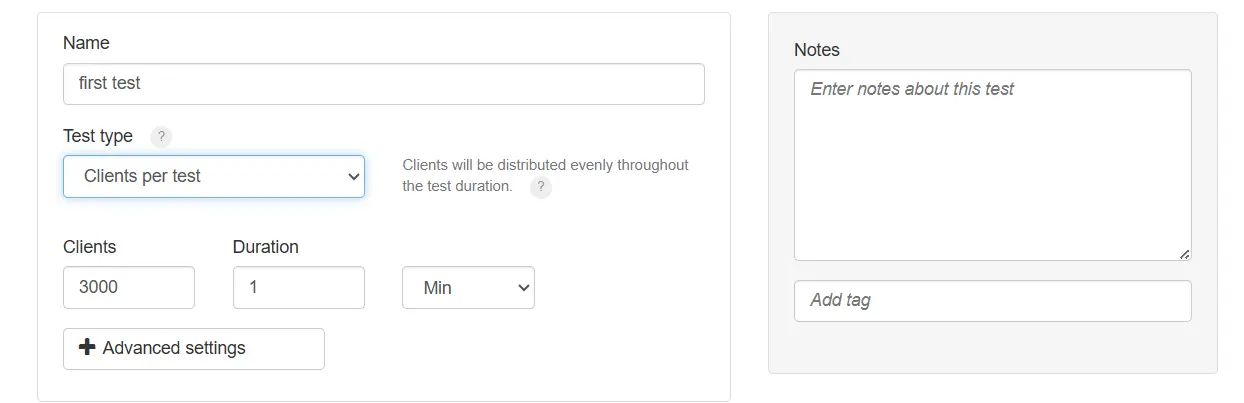 Name
first test
Test type ?
Clients per test
Clients will be distributed evenly throughout
the test duration. ?
Clients
Duration
3000
1
Min
Advanced settings
Notes
Enter notes about this test
Add tag